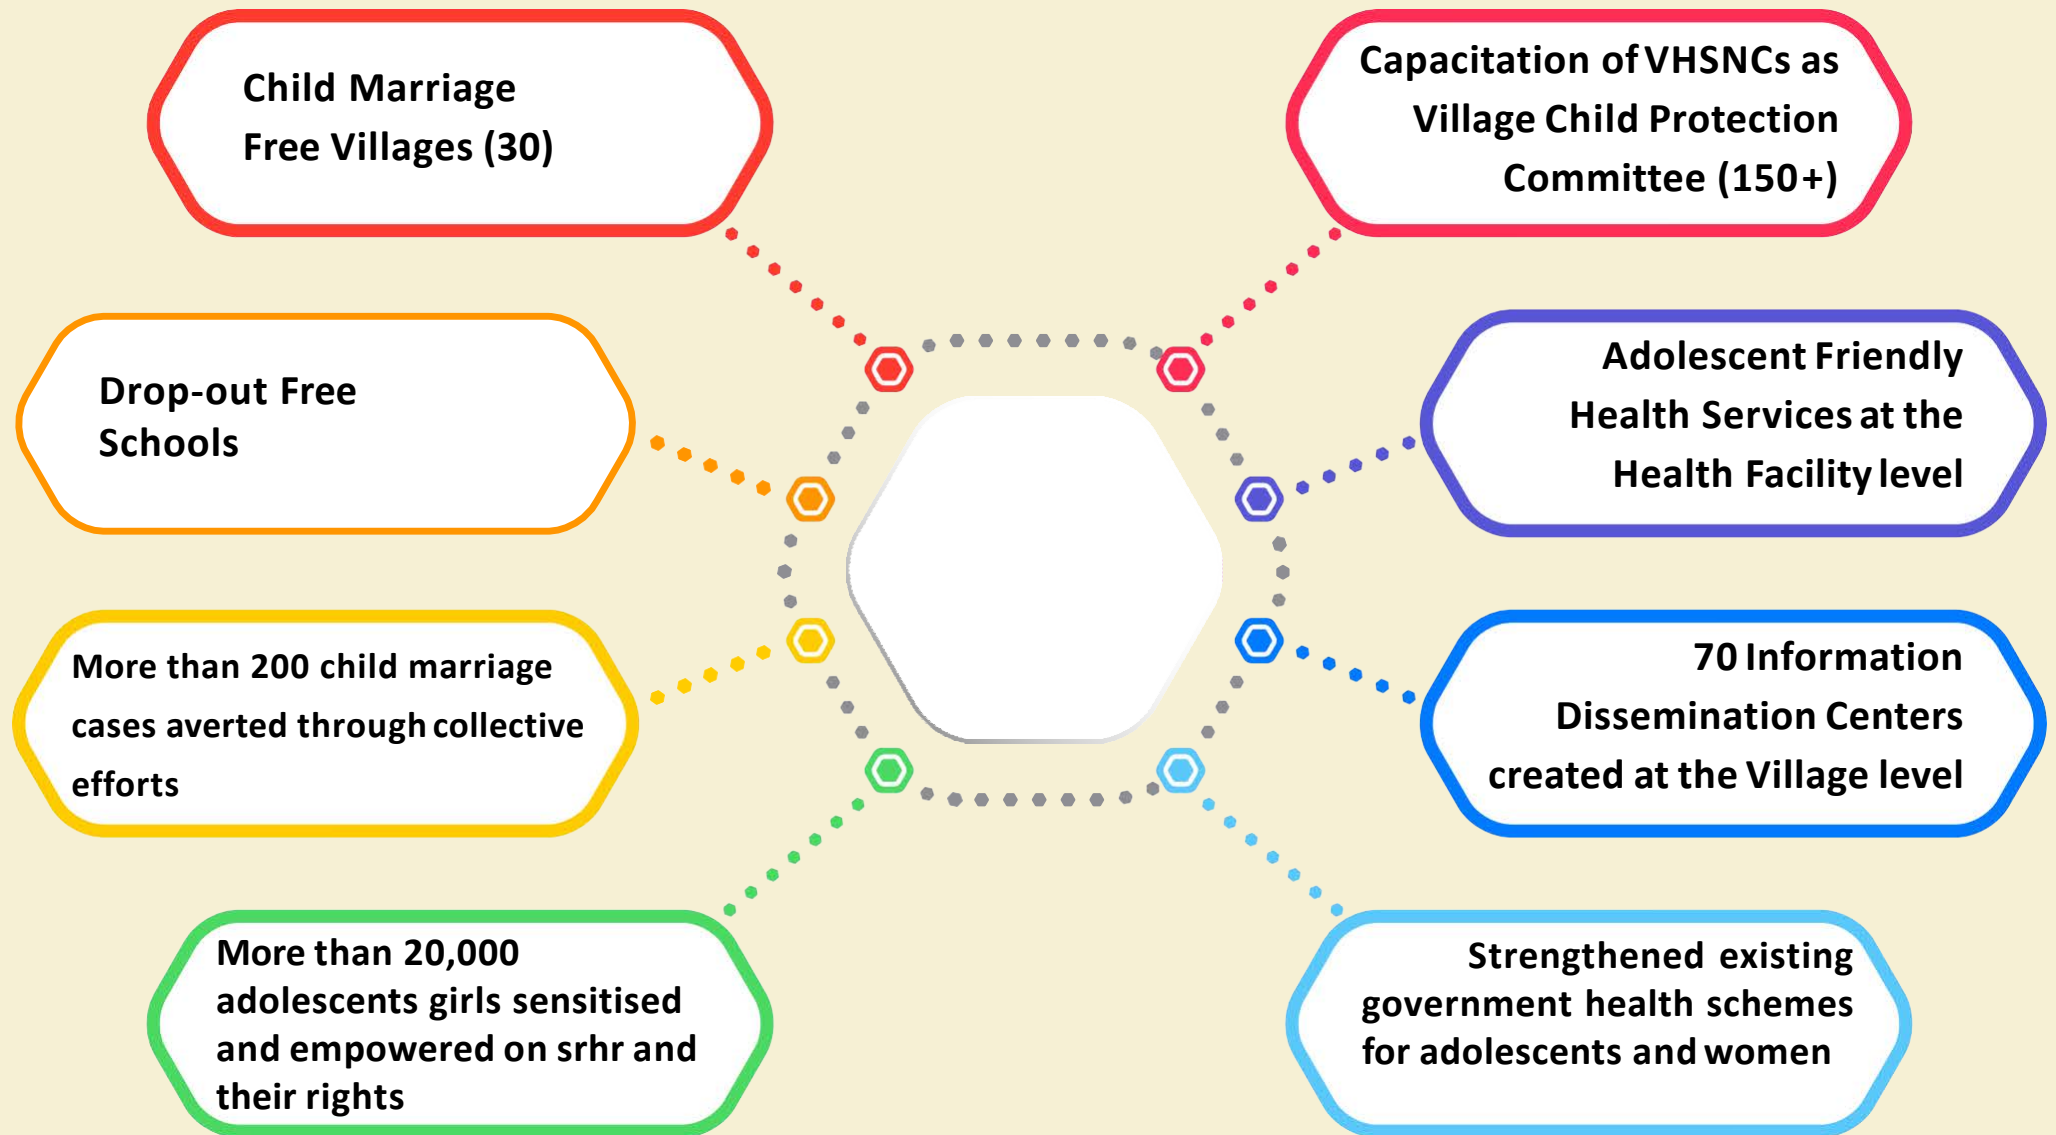 Child Marriage
Free Villages (30)
Drop-out Free
Schools
More than 200 child marriage
cases averted through collective
efforts
More than 20,000
adolescents girls sensitised
and empowered on srhr and
their rights
Capacitation of VHSNCs as
Village Child Protection
Committee (150+)
Adolescent Friendly
Health Services at the
Health Facility level
70 Information
Dissemination Centers
created at the Village level
Strengthened existing
government health schemes
for adolescents and women